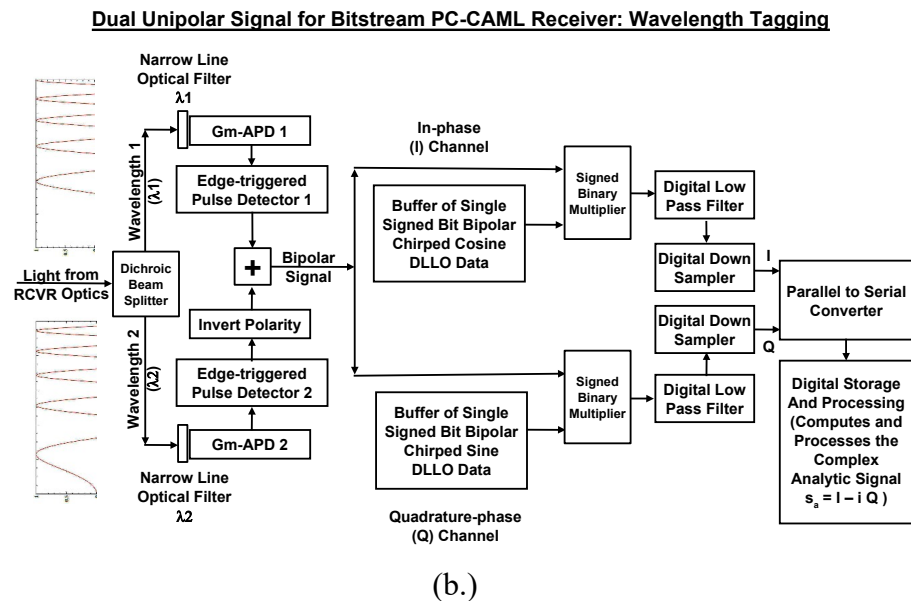 Dual Unipolar Signal for Bitstream PC-CAML Receiver: Wavelength Tagging
Narrow Line
Optical Filter
λ1
Gm-APD 1
Edge-triggered
Pulse Detector 1
Wavelength 1
(λ1)
Light from
RCVR Optics
Dichroic
Beam
Splitter
+
Bipolar
Signal
Invert Polarity
Wavelength 2
(λ2)
Edge-triggered
Pulse Detector 2
Gm-APD 2
Narrow Line
Optical Filter
λ2
In-phase
(I) Channel
Buffer of Single
Signed Bit Bipolar
Chirped Cosine
DLLO Data
Signed
Binary
Multiplier
Digital Low
Pass Filter
Digital Down
Sampler
I
Buffer of Single
Signed Bit Bipolar
Chirped Sine
DLLO Data
Quadrature-phase
(Q) Channel
Signed
Binary
Multiplier
Digital Low
Pass Filter
Digital Down
Sampler
Q
Parallel to Serial
Converter
Digital Storage
And Processing
(Computes and
Processes the
Complex
Analytic Signal
sₐ = I – i Q )
(b.)